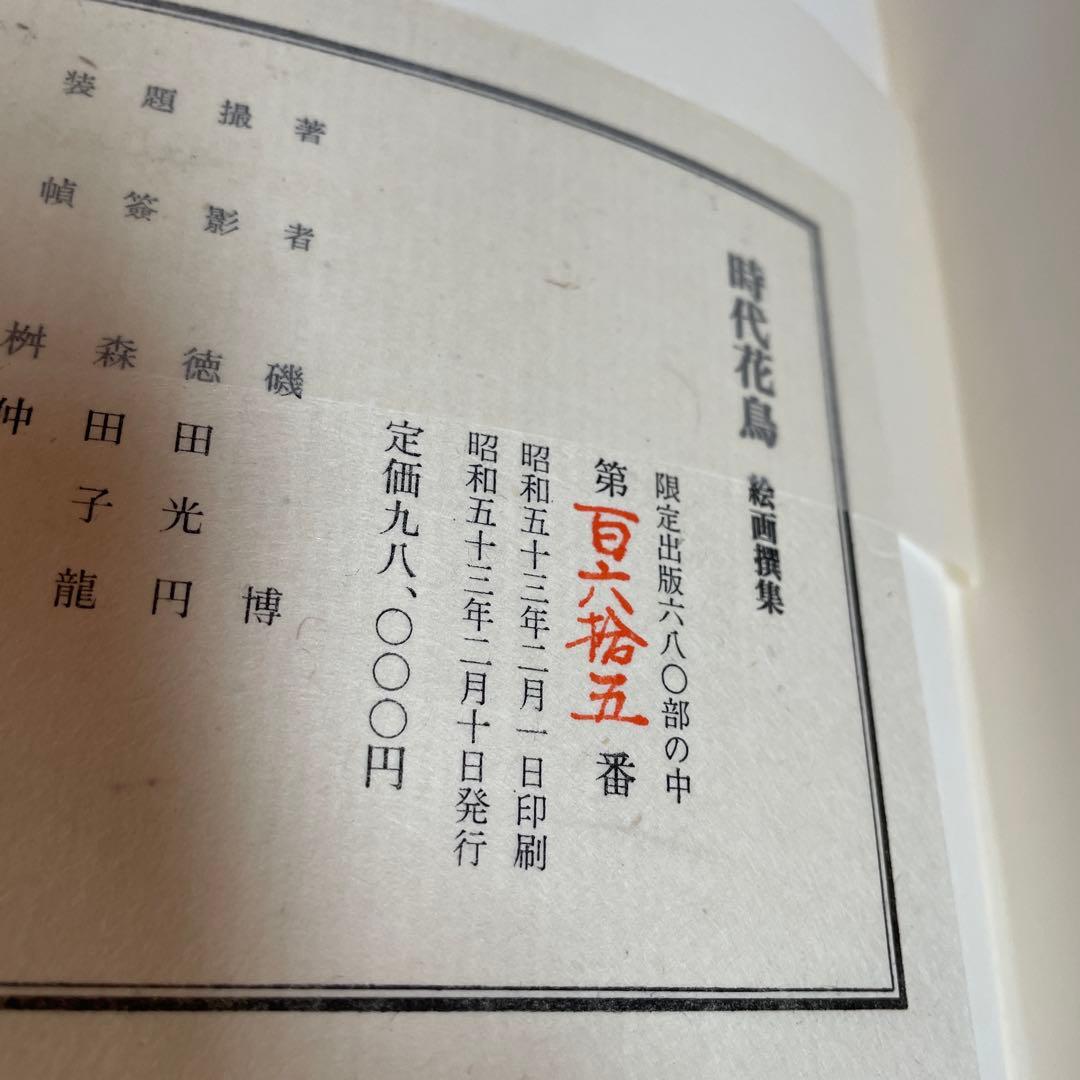 時代花鳥 絵画撰集
限定出版六八〇部の中
第百六拾五番
昭和五十三年二月一日印刷
昭和五十三年二月十日発行
定価九八、〇〇〇円
著者 磯 博
撮影 徳田光円
題簽 森田子龍
装幀 桝仲